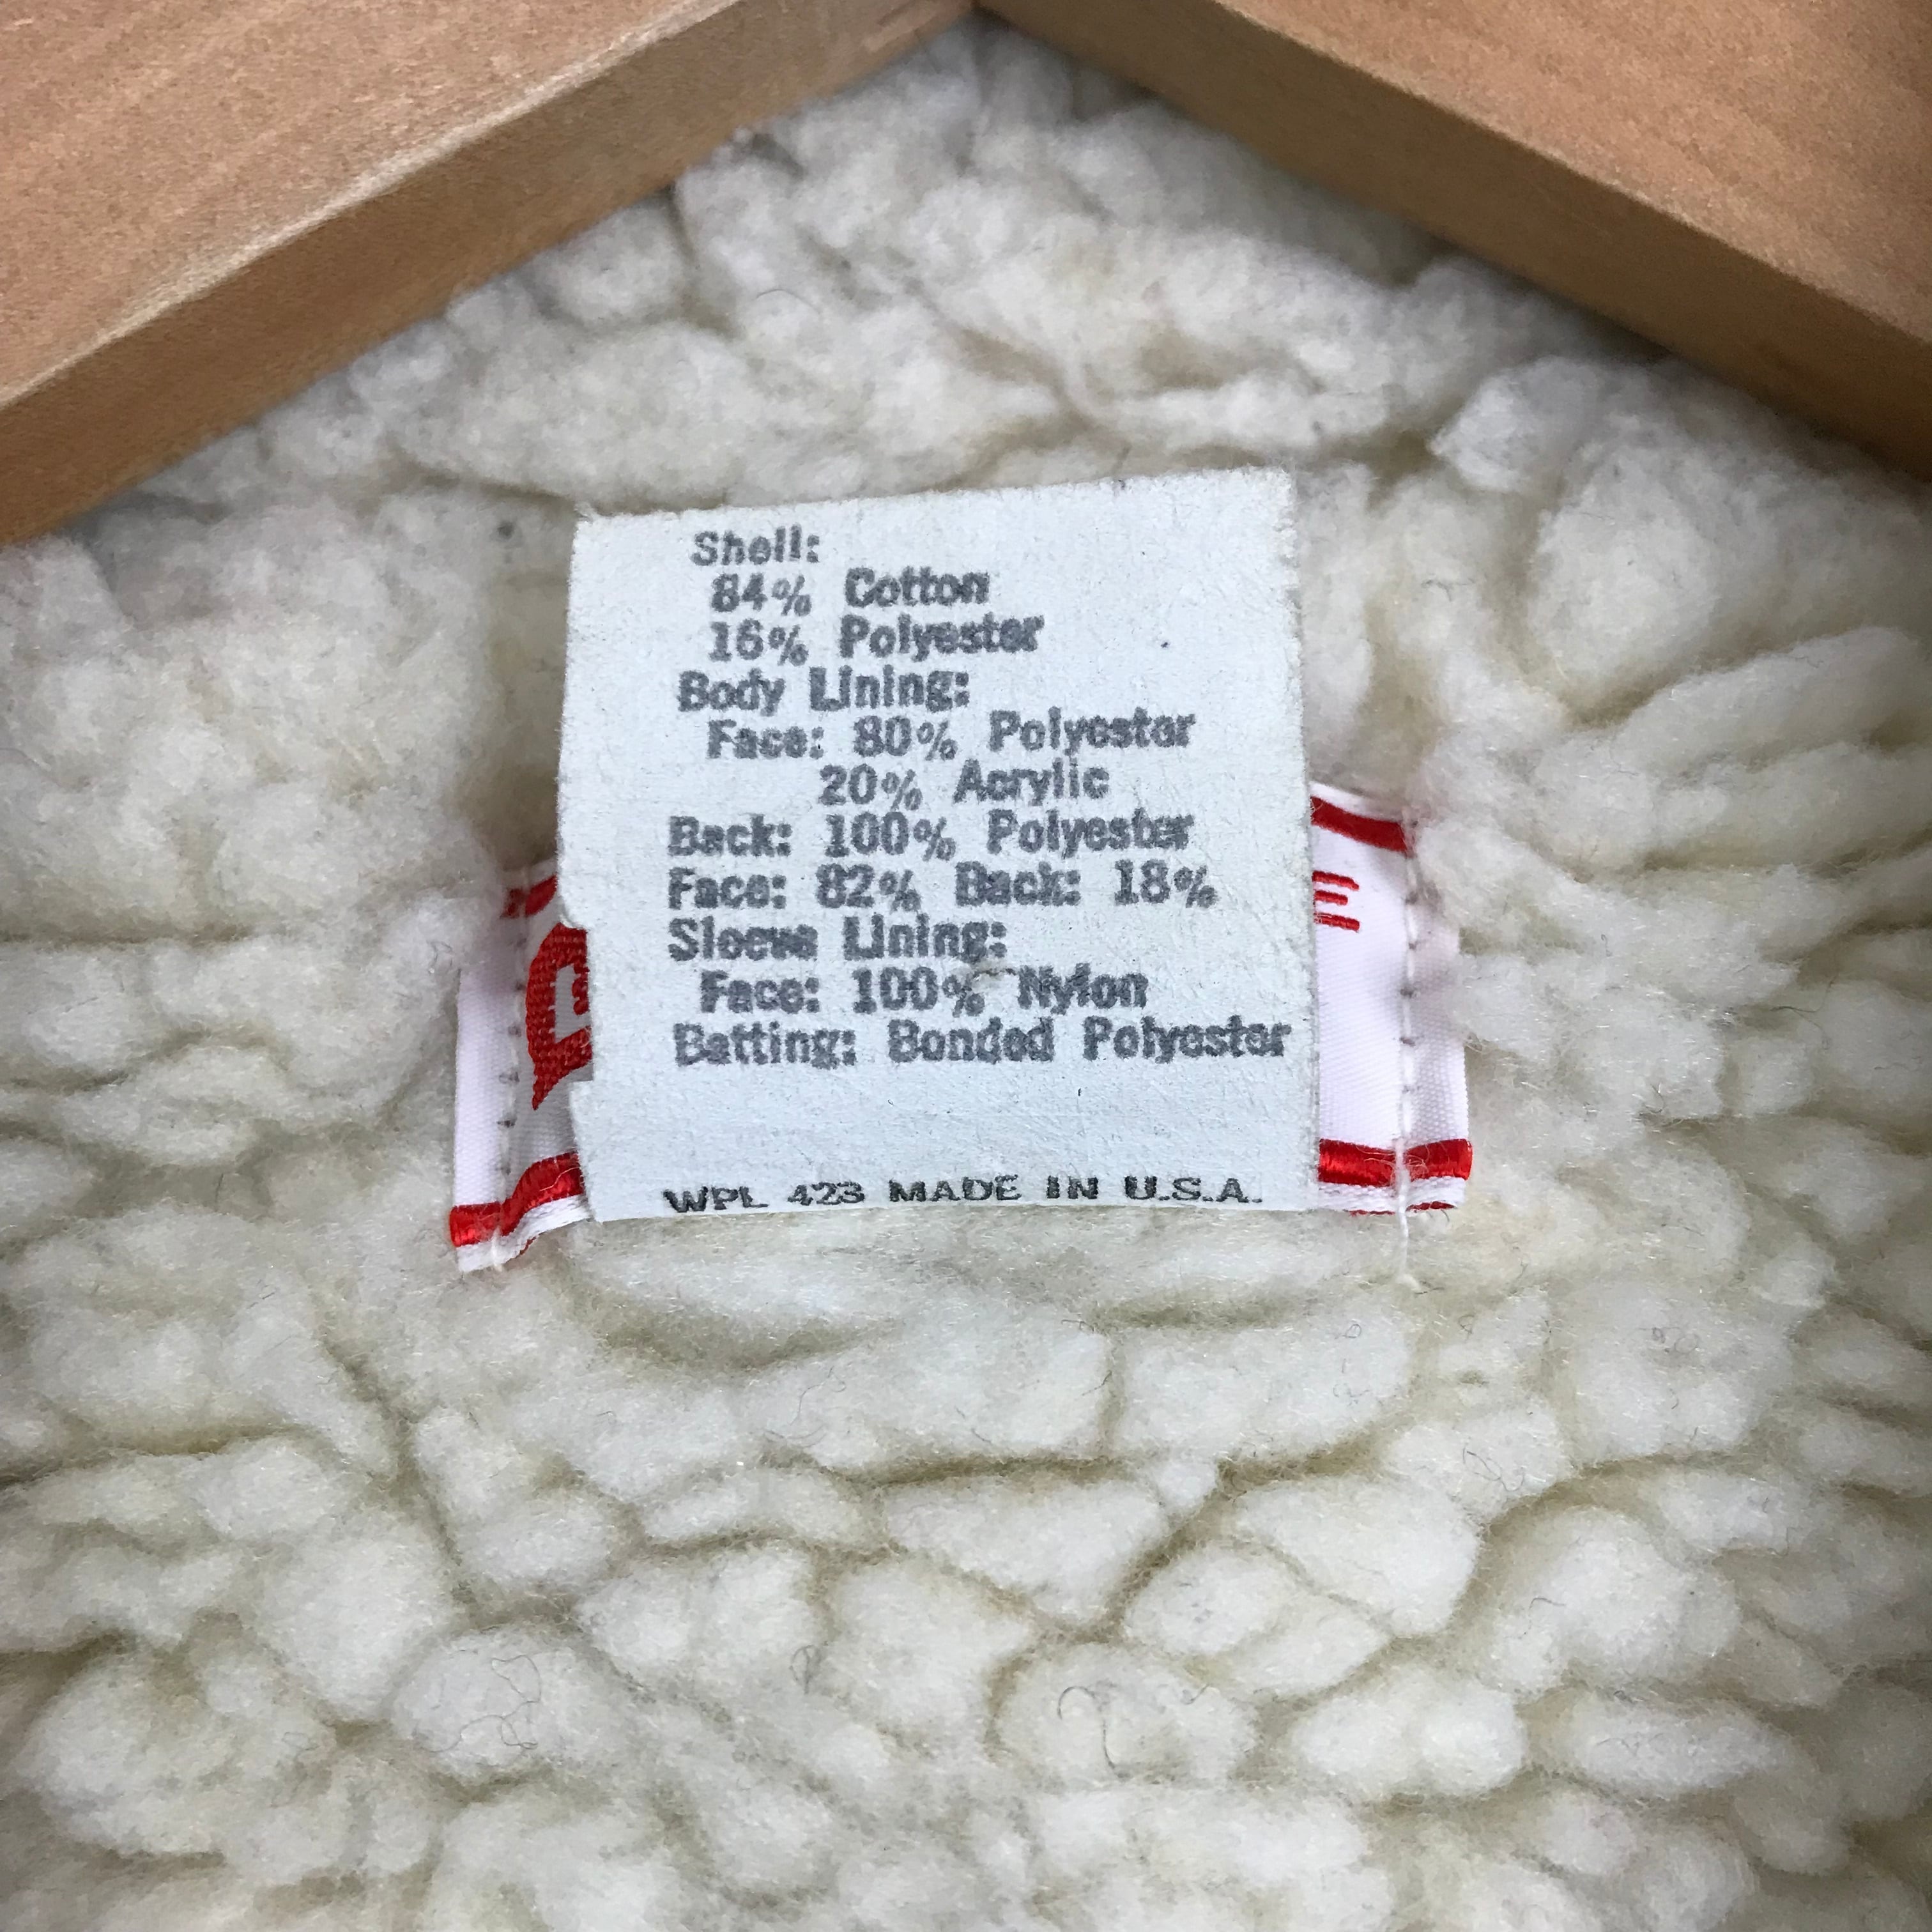 Shell:
84% Cotton
16% Polyester
Body Lining:
Face: 80% Polyester
20% Acrylic
Back: 100% Polyester
Face: 82% Back: 18%
Sleeve Lining:
Face: 100% Nylon
Batting: Bonded Polyester
WPL 423 MADE IN U.S.A.
E